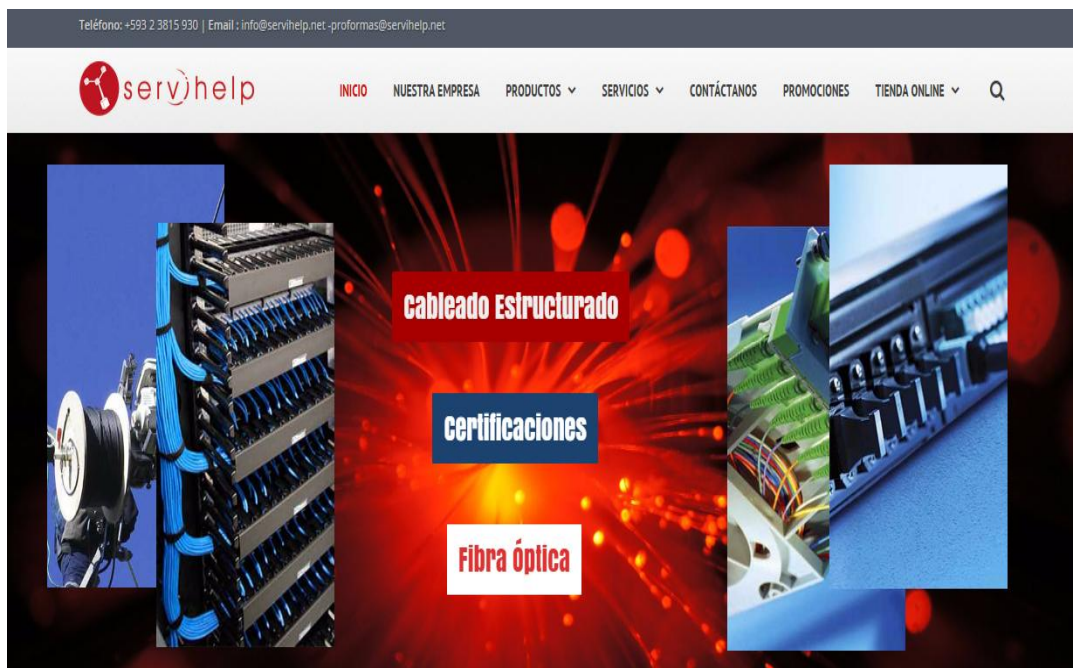 Teléfono: +593 2 3815 930 | Email : info@servihelp.net -proformas@servihelp.net
servihelp
INICIO NUESTRA EMPRESA PRODUCTOS SERVICIOS CONTÁCTANOS PROMOCIONES TIENDA ONLINE
Cableado Estructurado
Certificaciones
Fibra Óptica